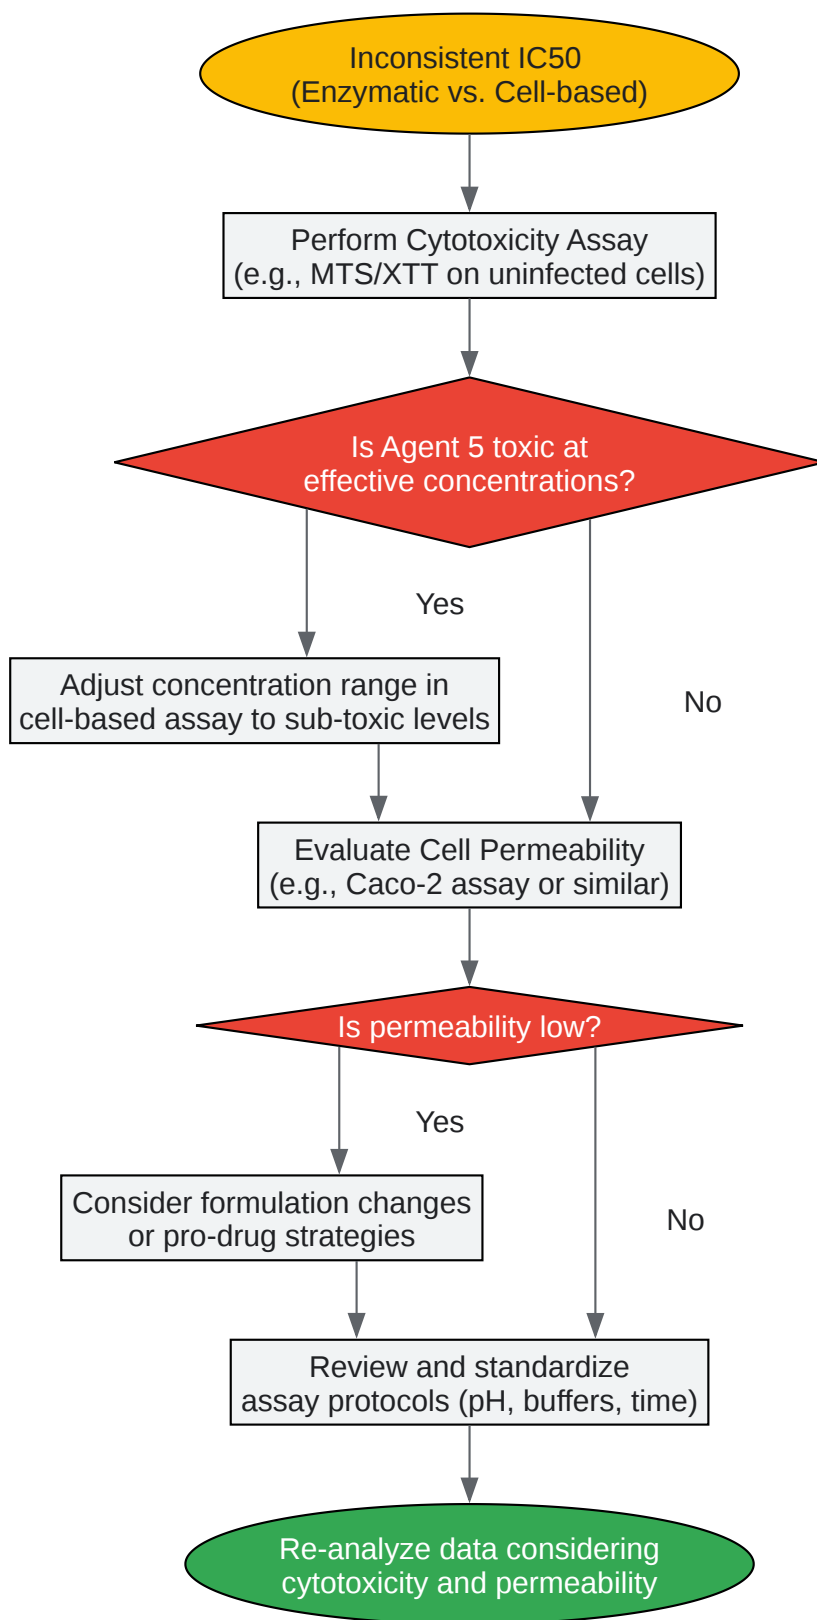 Inconsistent IC50
(Enzymatic vs. Cell-based)
Perform Cytotoxicity Assay
(e.g., MTS/XTT on uninfected cells)
Is Agent 5 toxic at
effective concentrations?
Yes
Adjust concentration range in
cell-based assay to sub-toxic levels
No
Evaluate Cell Permeability
(e.g., Caco-2 assay or similar)
Is permeability low?
Yes
Consider formulation changes
or pro-drug strategies
No
Review and standardize
assay protocols (pH, buffers, time)
Re-analyze data considering
cytotoxicity and permeability